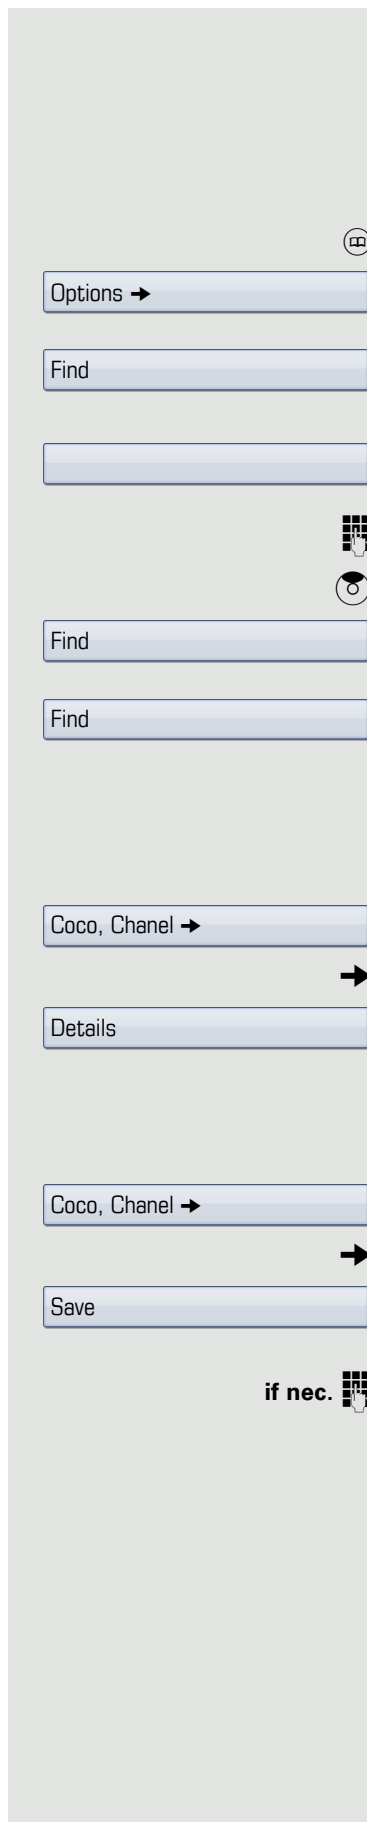 Options →
Find
Find
Find
Coco, Chanel →
Details
Coco, Chanel →
Save
if nec.